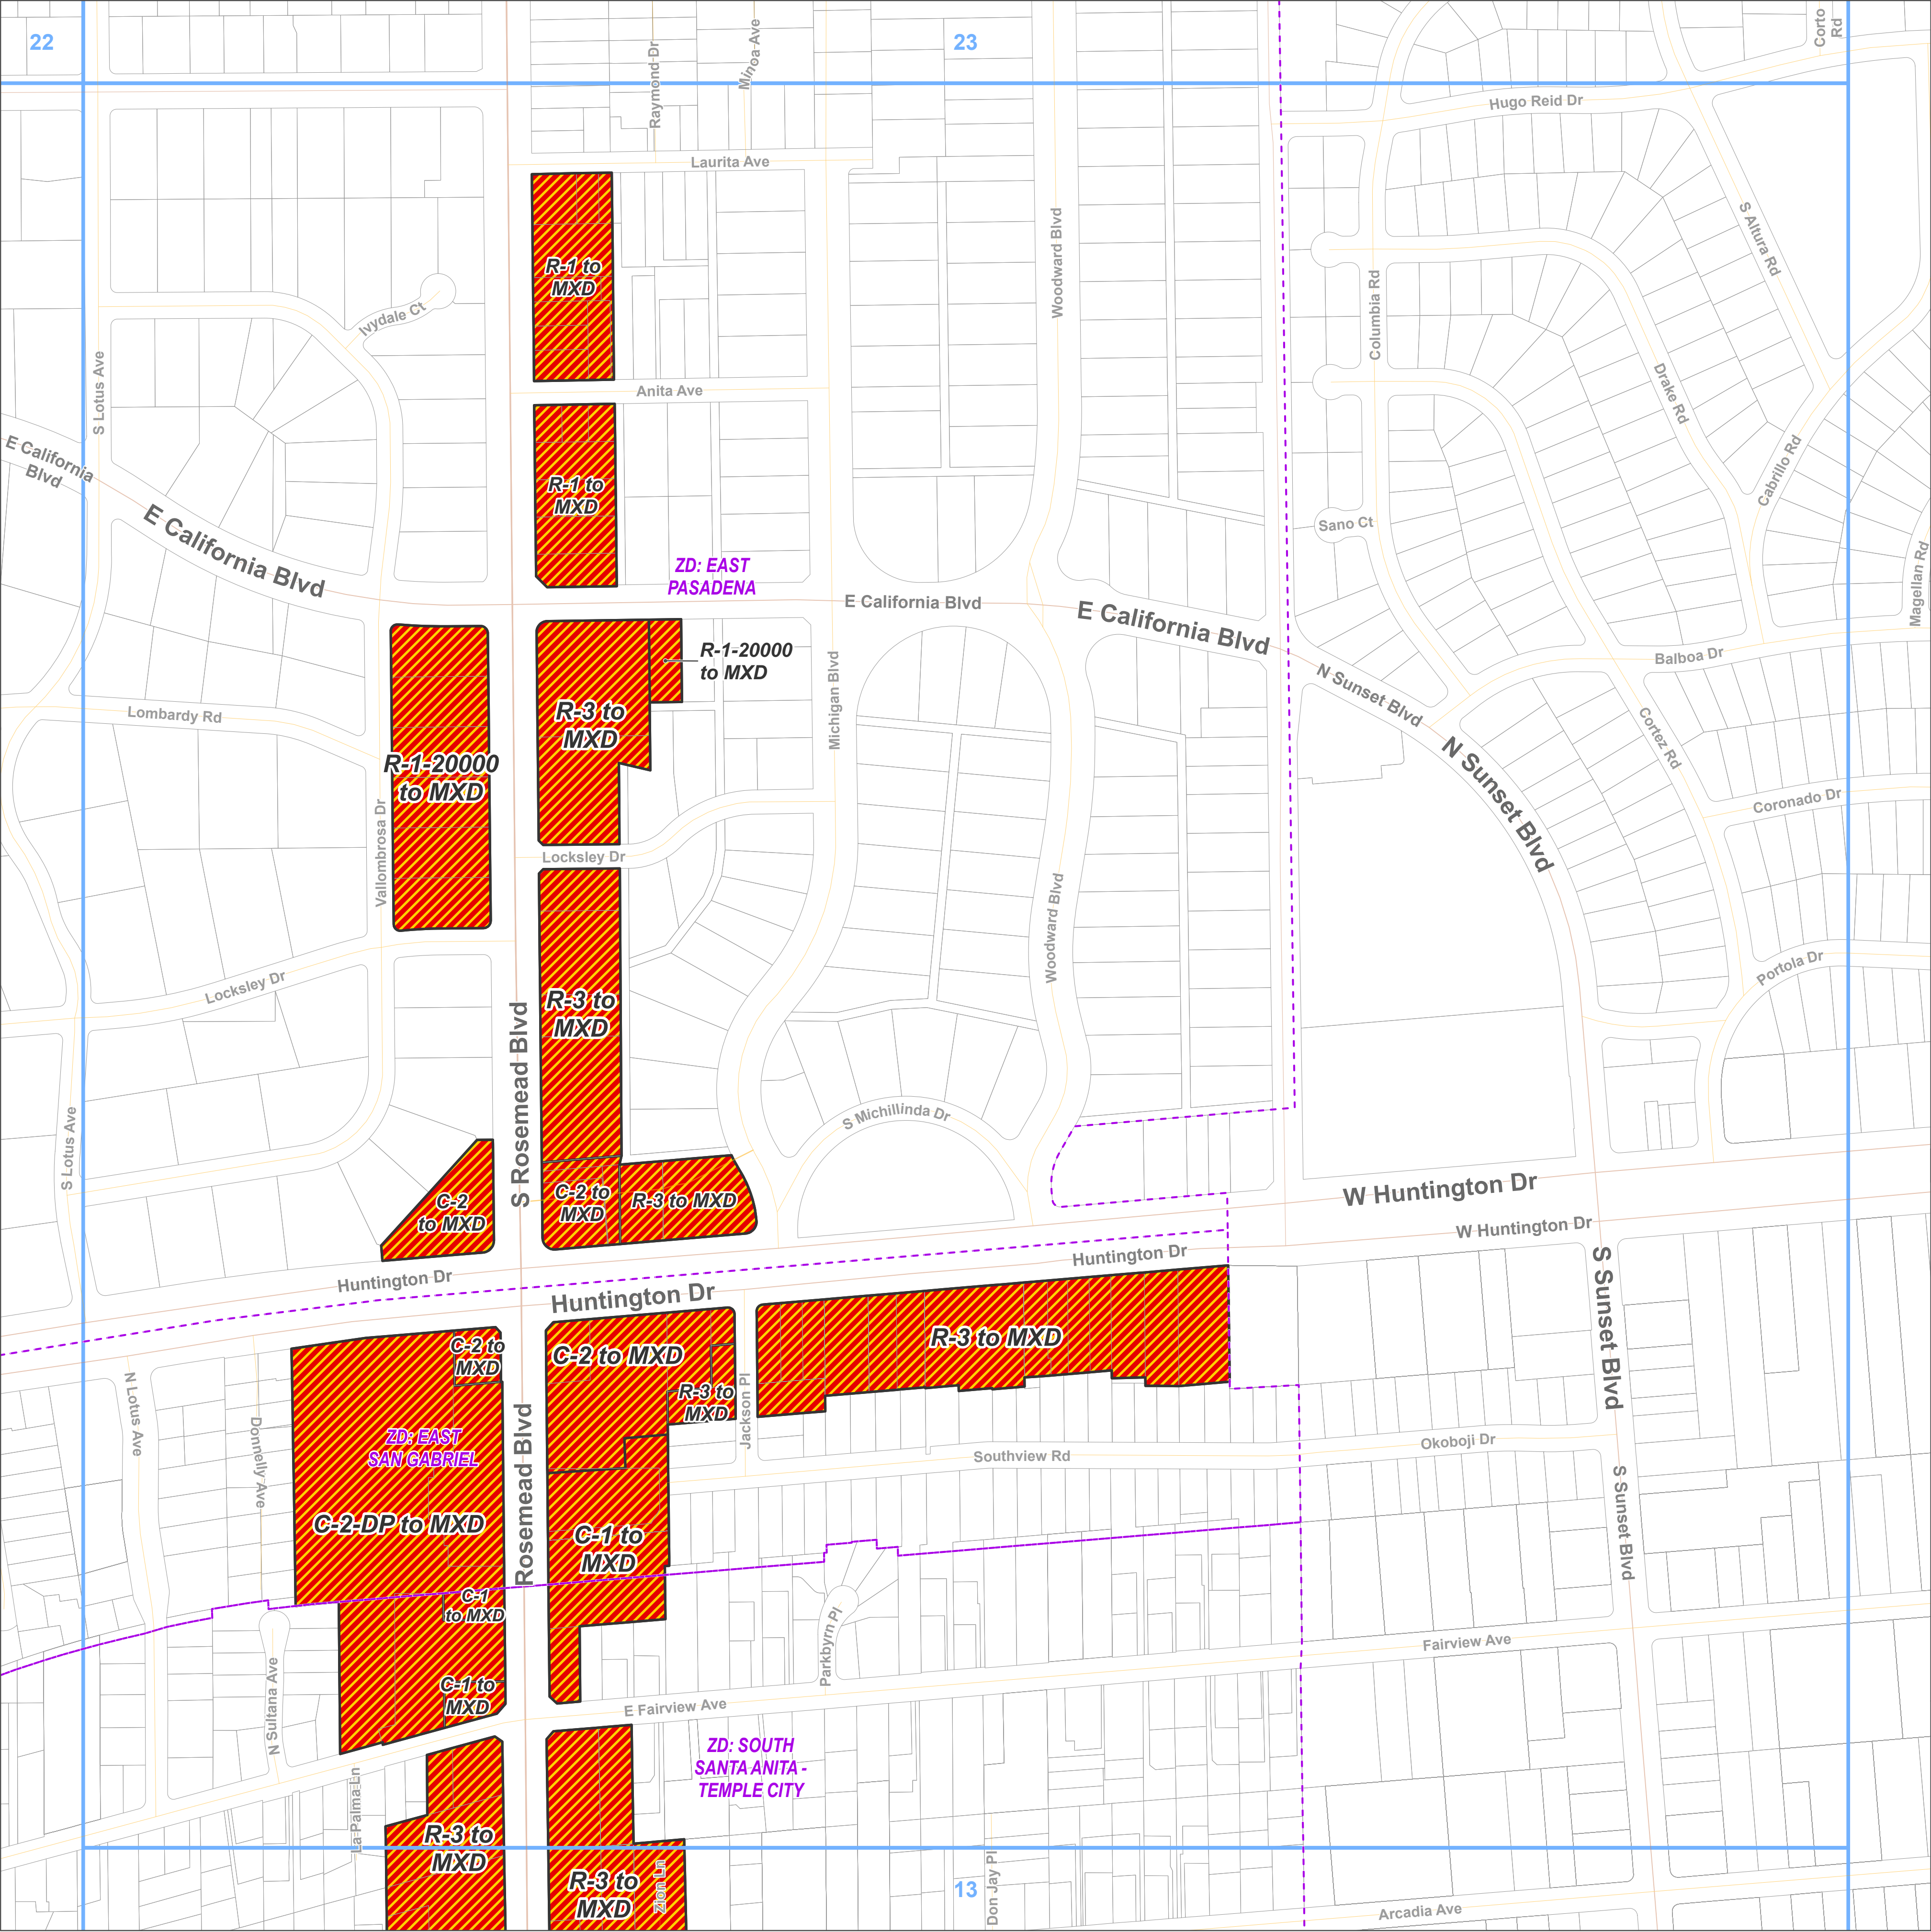 22
23
Corto
Rd
Raymond Dr
Minoa Ave
Hugo Reid Dr
Laurita Ave
S Altura Rd
Woodward Blvd
R-1 to
MXD
Columbia Rd
Ivydale Ct
S Lotus Ave
Anita Ave
Drake Rd
E California
Blvd
R-1 to
MXD
Cabrillo Rd
E California Blvd
Sano Ct
ZD: EAST
PASADENA
Magellan Rd
E California Blvd
E California Blvd
R-1-20000
to MXD
Balboa Dr
N Sunset Blvd
Michigan Blvd
Lombardy Rd
R-3 to
MXD
Cortez Rd
R-1-20000
to MXD
N Sunset Blvd
Coronado Dr
Vallombrosa Dr
Locksley Dr
Woodward Blvd
Portola Dr
Locksley Dr
R-3 to
MXD
S Rosemead Blvd
S Michillinda Dr
S Lotus Ave
C-2
to MXD
C-2 to
MXD
R-3 to MXD
W Huntington Dr
W Huntington Dr
Huntington Dr
Huntington Dr
Huntington Dr
S Sunset Blvd
C-2 to
MXD
C-2 to MXD
R-3 to MXD
R-3 to
MXD
N Lotus Ave
Donnelly Ave
Jackson Pl
Rosemead Blvd
ZD: EAST
SAN GABRIEL
Southview Rd
Okoboji Dr
S Sunset Blvd
C-2-DP to MXD
C-1 to
MXD
C-1
to MXD
Parkbyrn Pl
Fairview Ave
N Sultana Ave
C-1 to
MXD
E Fairview Ave
ZD: SOUTH
SANTA ANITA -
TEMPLE CITY
La Palma Ln
R-3 to
MXD
R-3 to
MXD
Zion Ln
Don Jay Pl
13
Arcadia Ave